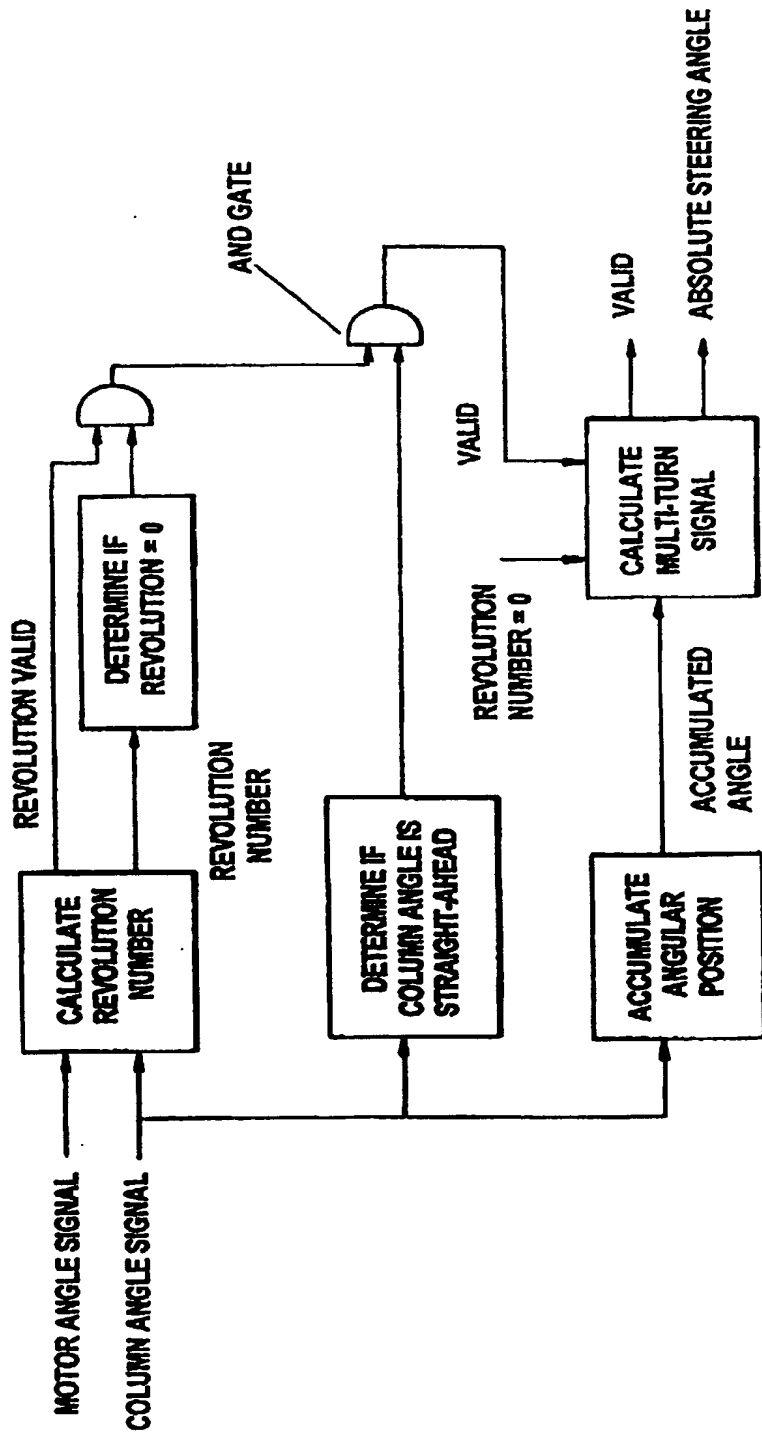 MOTOR ANGLE SIGNAL
COLUMN ANGLE SIGNAL
CALCULATE
REVOLUTION
NUMBER
REVOLUTION VALID
REVOLUTION
NUMBER
DETERMINE IF
REVOLUTION = 0
AND GATE
DETERMINE IF
COLUMN ANGLE IS
STRAIGHT-AHEAD
REVOLUTION
NUMBER = 0
VALID
ACCUMULATE
ANGULAR
POSITION
ACCUMULATED
ANGLE
CALCULATE
MULTI-TURN
SIGNAL
VALID
ABSOLUTE STEERING ANGLE